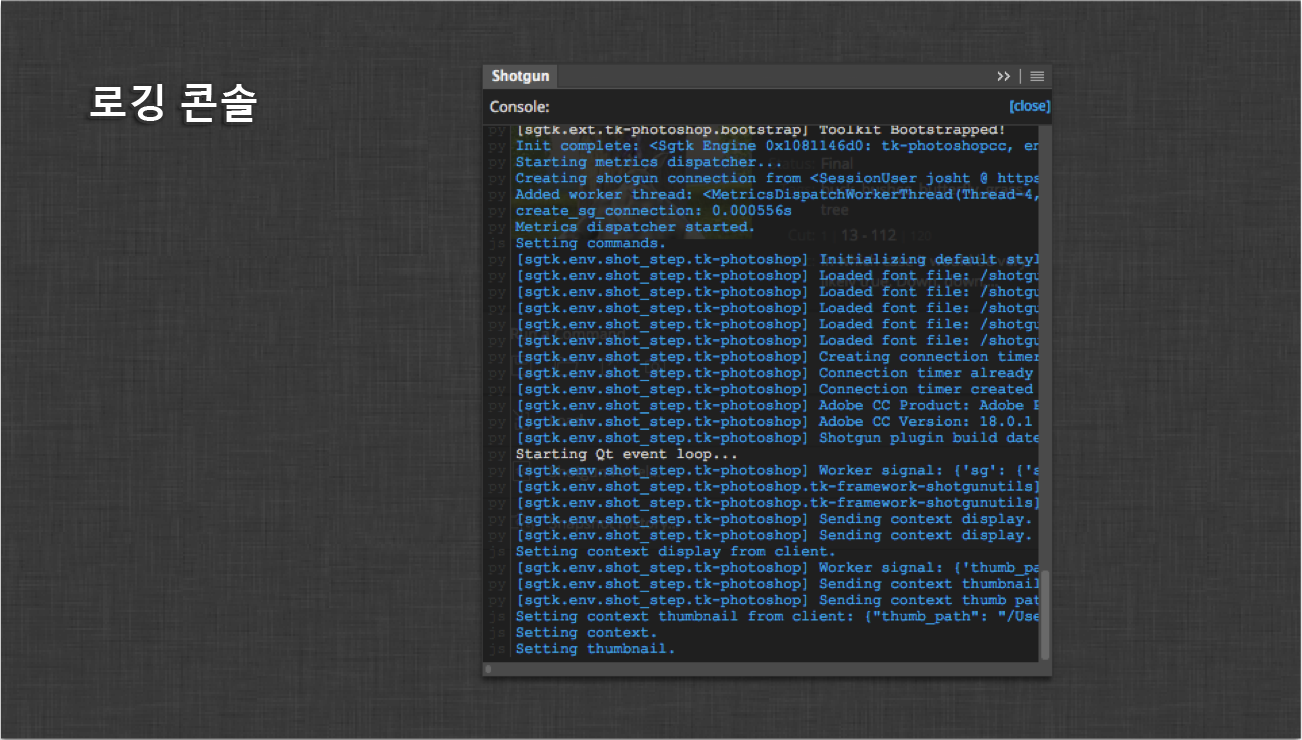 로깅 콘솔
Shotgun
Console:
[close]
py [sgtk.ext.tk-photoshop.bootstrap] Toolkit Bootstrapped!
py Init complete: <Sgtk Engine 0x1081146d0: tk-photoshopcc, en
py Starting metrics dispatcher...
py Creating shotgun connection from <SessionUser josht @ https
py Added worker thread: <MetricsDispatchWorkerThread(Thread-4,
py create_sg_connection: 0.000556s
py Metrics dispatcher started.
js Setting commands.
py [sgtk.env.shot_step.tk-photoshop] Initializing default styl
py [sgtk.env.shot_step.tk-photoshop] Loaded font file: /shotgu
py [sgtk.env.shot_step.tk-photoshop] Loaded font file: /shotgu
py [sgtk.env.shot_step.tk-photoshop] Loaded font file: /shotgu
py [sgtk.env.shot_step.tk-photoshop] Loaded font file: /shotgu
py [sgtk.env.shot_step.tk-photoshop] Loaded font file: /shotgu
py [sgtk.env.shot_step.tk-photoshop] Creating connection timer
py [sgtk.env.shot_step.tk-photoshop] Connection timer already
py [sgtk.env.shot_step.tk-photoshop] Connection timer created
py [sgtk.env.shot_step.tk-photoshop] Adobe CC Product: Adobe P
py [sgtk.env.shot_step.tk-photoshop] Adobe CC Version: 18.0.1
py [sgtk.env.shot_step.tk-photoshop] Shotgun plugin build date
py Starting Qt event loop...
py [sgtk.env.shot_step.tk-photoshop] Worker signal: {'sg': {'s
py [sgtk.env.shot_step.tk-photoshop.tk-framework-shotgunutils]
py [sgtk.env.shot_step.tk-photoshop.tk-framework-shotgunutils]
py [sgtk.env.shot_step.tk-photoshop] Sending context display.
py [sgtk.env.shot_step.tk-photoshop] Sending context display.
js Setting context display from client.
py [sgtk.env.shot_step.tk-photoshop] Worker signal: {'thumb_pa
py [sgtk.env.shot_step.tk-photoshop] Sending context thumbnail
py [sgtk.env.shot_step.tk-photoshop] Sending context thumb pat
js Setting context thumbnail from client: {"thumb_path": "/Use
js Setting context.
js Setting thumbnail.
Final
tree
Cut: 13 - 112